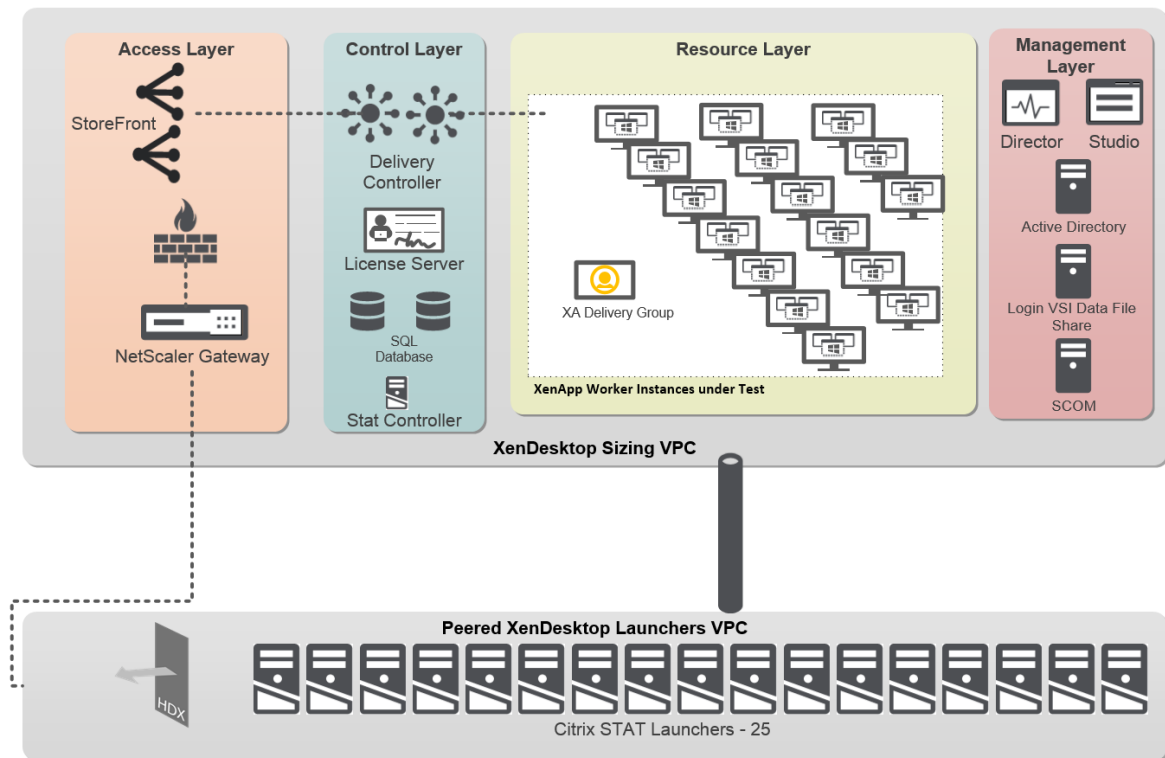 Access Layer
StoreFront
NetScaler Gateway
Control Layer
Delivery
Controller
License Server
SQL
Database
Stat Controller
Resource Layer
XA Delivery Group
XenApp Worker Instances under Test
Management
Layer
Director
Studio
Active Directory
Login VSI Data File
Share
SCOM
XenDesktop Sizing VPC
Peered XenDesktop Launchers VPC
HDX
Citrix STAT Launchers - 25